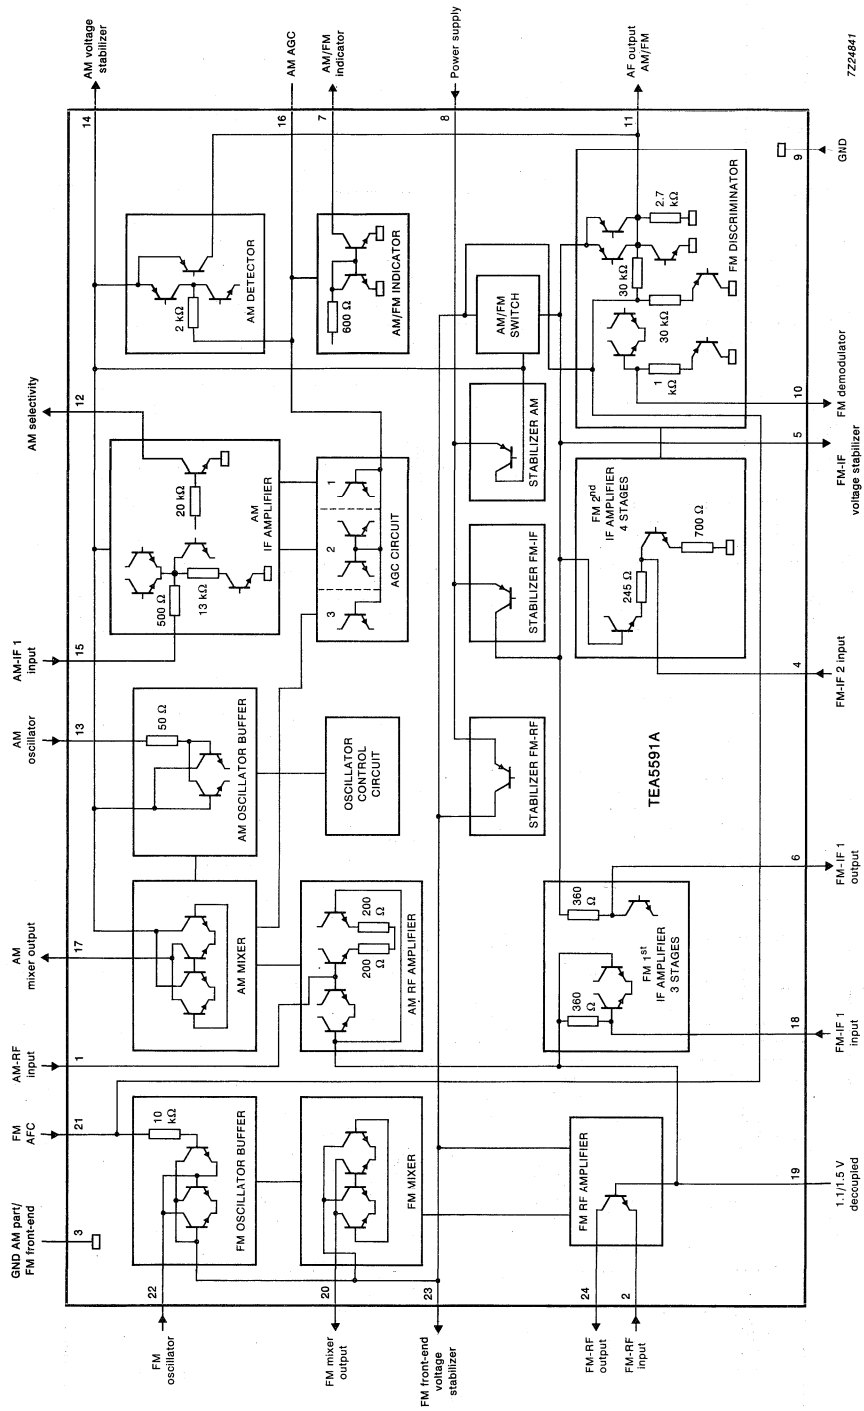 GND AM part/
FM front-end
3
FM
AFC
21
AM-RF
input
1
AM
mixer output
17
AM
oscillator
13
AM-IF 1
input
15
AM selectivity
12
AM voltage
stabilizer
14
AM AGC
16
AM/FM
indicator
7
Power supply
8
AF output
AM/FM
11
GND
9
10
kΩ
FM OSCILLATOR BUFFER
AM MIXER
50 Ω
AM OSCILLATOR BUFFER
500 Ω
13 kΩ
20 kΩ
AM
IF AMPLIFIER
2 kΩ
AM DETECTOR
FM MIXER
200
Ω
200
Ω
AM RF AMPLIFIER
OSCILLATOR
CONTROL
CIRCUIT
3
2
1
AGC CIRCUIT
600 Ω
AM/FM INDICATOR
STABILIZER FM-RF
STABILIZER FM-IF
STABILIZER AM
AM/FM
SWITCH
FM RF AMPLIFIER
360
Ω
360
Ω
FM 1st
IF AMPLIFIER
3 STAGES
TEA5591A
FM 2nd
IF AMPLIFIER
4 STAGES
245 Ω
700 Ω
1
kΩ
30 kΩ
30 kΩ
2.7
kΩ
FM DISCRIMINATOR
22
FM
oscillator
20
FM mixer
output
23
FM front-end
voltage
stabilizer
24
FM-RF
output
2
FM-RF
input
19
1.1/1.5 V
decoupled
18
FM-IF 1
input
6
FM-IF 1
output
4
FM-IF 2 input
5
FM-IF
voltage stabilizer
10
FM demodulator
7Z24841